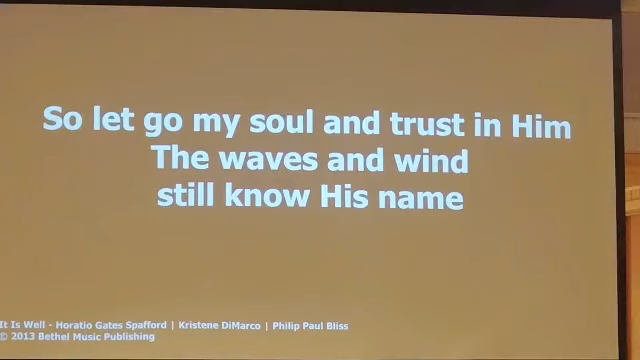 So let go my soul and trust in Him
The waves and wind
still know His name
It Is Well - Horatio Gates Spafford | Kristene DiMarco | Philip Paul Bliss
© 2013 Bethel Music Publishing